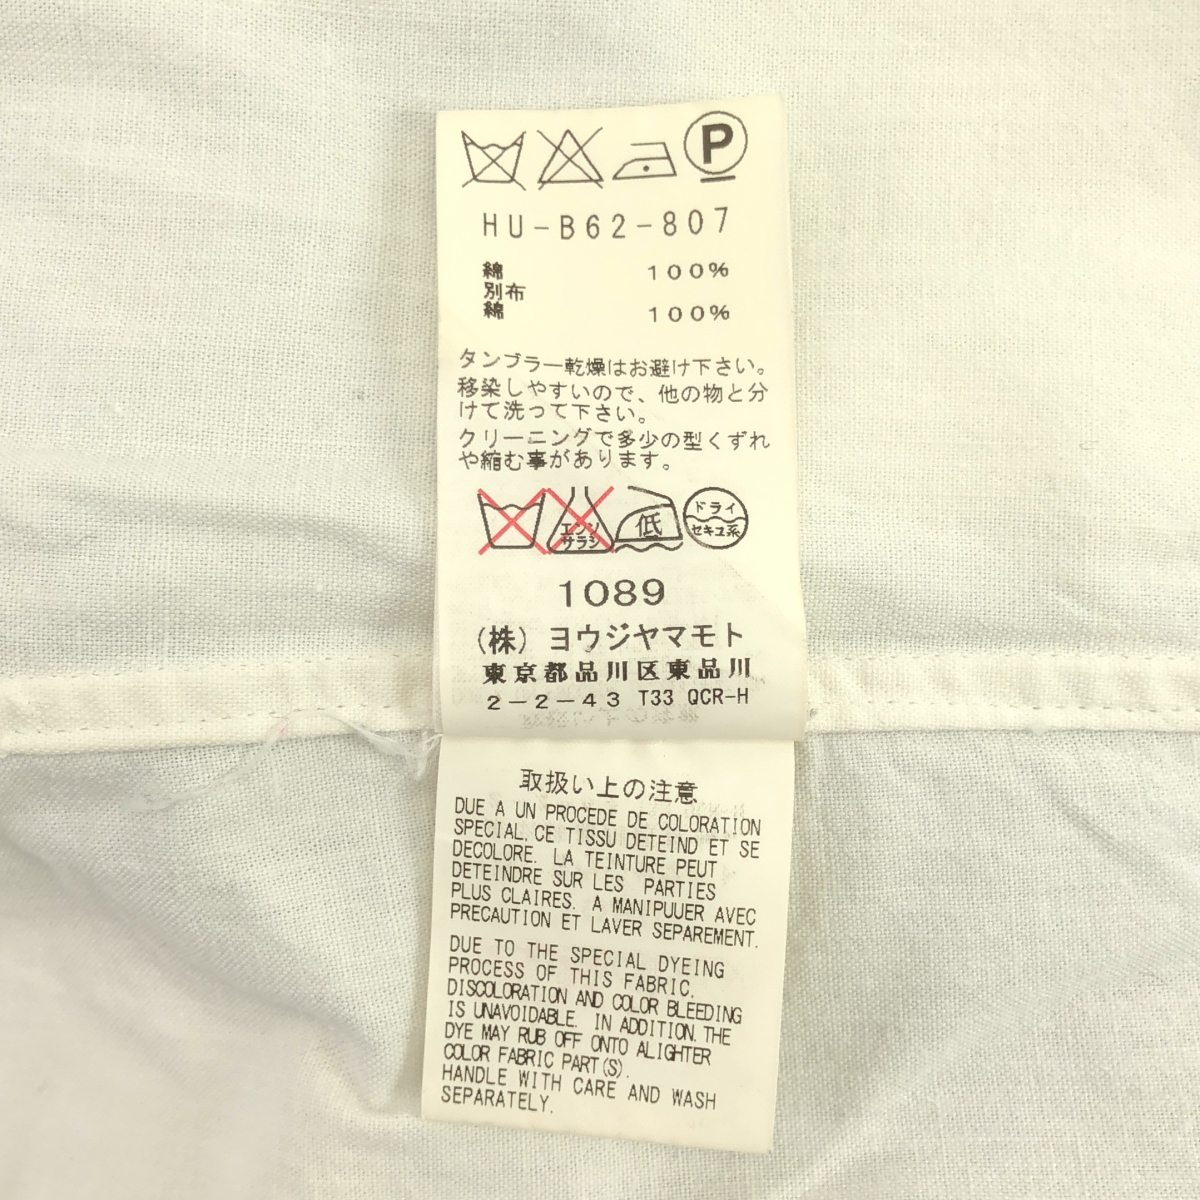 P
HU-B62-807
綿 100%
別布
綿 100%
タンブラー乾燥はお避け下さい。
移染しやすいので、他の物と分
けて洗って下さい。
クリーニングで多少の型くずれ
や縮む事があります。
エンソ
サラシ
低
ドライ
セキユ系
1089
(株)ヨウジヤマモト
東京都品川区東品川
2-2-43 T33 QCR-H
取扱い上の注意
DUE A UN PROCEDE DE COLORATION
SPECIAL.CE TISSU DETEIND ET SE
DECOLORE. LA TEINTURE PEUT
DETEINDRE SUR LES PARTIES
PLUS CLAIRES. A MANIPUUER AVEC
PRECAUTION ET LAVER SEPAREMENT.
DUE TO THE SPECIAL DYEING
PROCESS OF THIS FABRIC.
DISCOLORATION AND COLOR BLEEDING
IS UNAVOIDABLE. IN ADDITION.THE
DYE MAY RUB OFF ONTO ALIGHTER
COLOR FABRIC PART(S).
HANDLE WITH CARE AND WASH
SEPARATELY.